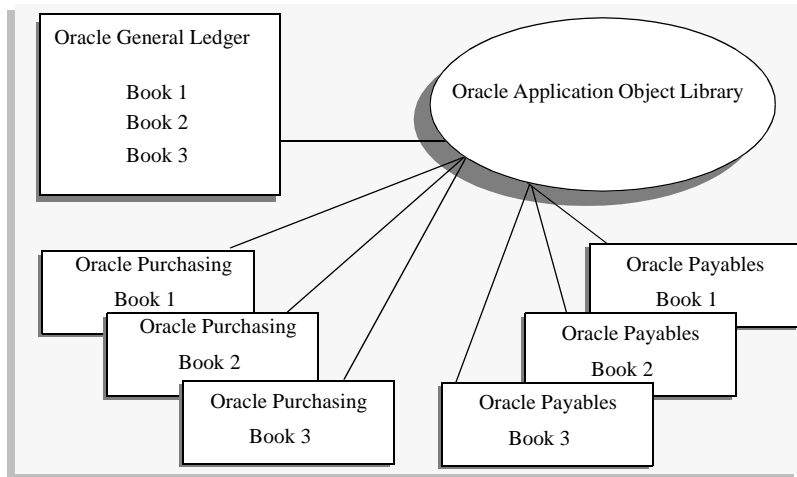 Oracle General Ledger
Book 1
Book 2
Book 3
Oracle Application Object Library
Oracle Purchasing
Book 1
Oracle Purchasing
Book 2
Oracle Purchasing
Book 3
Oracle Payables
Book 1
Oracle Payables
Book 2
Oracle Payables
Book 3